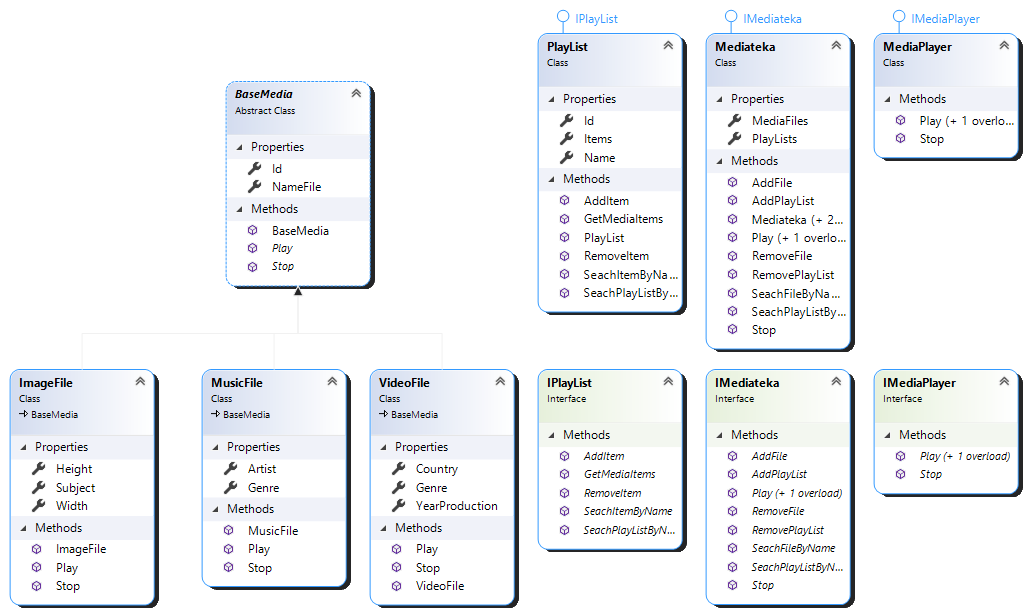 IPlayList
IMediateka
IMediaPlayer
PlayList
Class
Properties
Id
Items
Name
Methods
AddItem
GetMediaItems
PlayList
RemoveItem
SeachItemByNa...
SeachPlayListBy...
Mediateka
Class
Properties
MediaFiles
PlayLists
Methods
AddFile
AddPlayList
Mediateka (+ 2...
Play (+ 1 overlo...
RemoveFile
RemovePlayList
SeachFileByNa...
SeachPlayListBy...
Stop
MediaPlayer
Class
Methods
Play (+ 1 overlo...
Stop
BaseMedia
Abstract Class
Properties
Id
NameFile
Methods
BaseMedia
Play
Stop
ImageFile
Class
BaseMedia
Properties
Height
Subject
Width
Methods
ImageFile
Play
Stop
MusicFile
Class
BaseMedia
Properties
Artist
Genre
Methods
MusicFile
Play
Stop
VideoFile
Class
BaseMedia
Properties
Country
Genre
YearProduction
Methods
Play
Stop
VideoFile
IPlayList
Interface
Methods
AddItem
GetMediaItems
RemoveItem
SeachItemByName
SeachPlayListByN...
IMediateka
Interface
Methods
AddFile
AddPlayList
Play (+ 1 overload)
RemoveFile
RemovePlayList
SeachFileByName
SeachPlayListByN...
Stop
IMediaPlayer
Interface
Methods
Play (+ 1 overload)
Stop